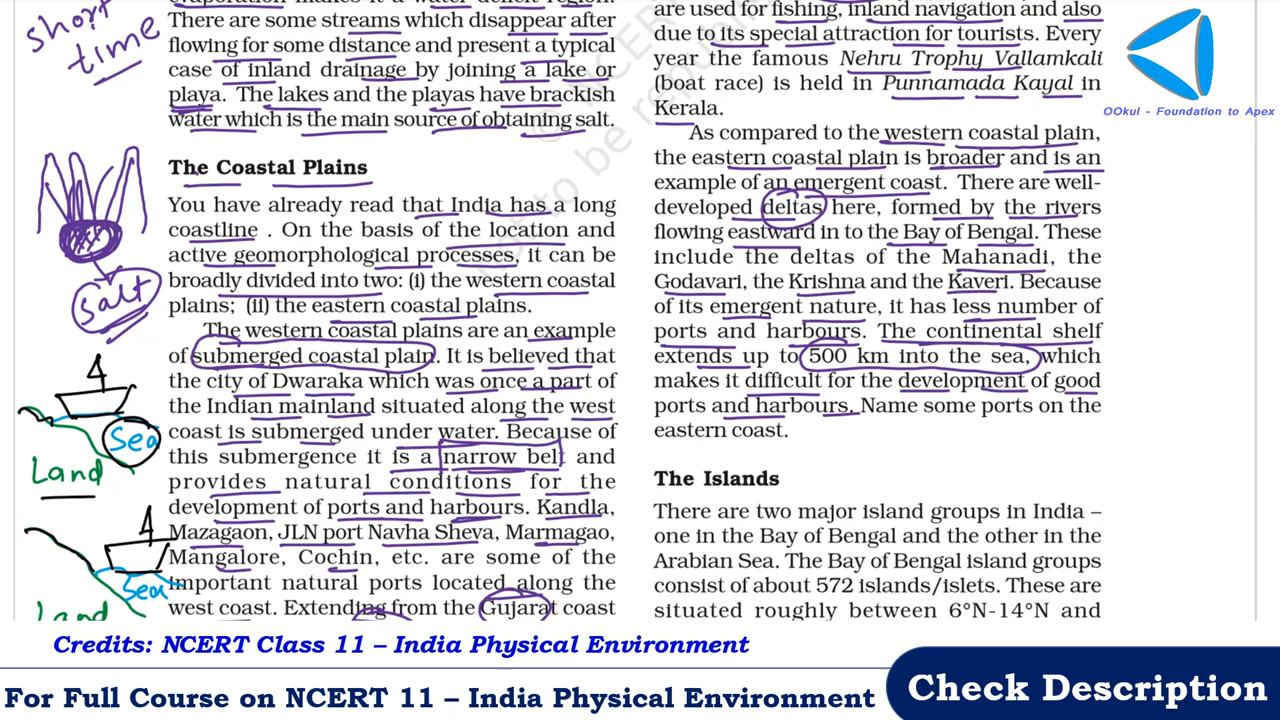 short
time
evaporation makes it a water deficit region.
There are some streams which disappear after
flowing for some distance and present a typical
case of inland drainage by joining a lake or
playa. The lakes and the playas have brackish
water which is the main source of obtaining salt.
The Coastal Plains
You have already read that India has a long
coastline . On the basis of the location and
active geomorphological processes, it can be
broadly divided into two: (i) the western coastal
plains; (ii) the eastern coastal plains.
The western coastal plains are an example
of submerged coastal plain. It is believed that
the city of Dwaraka which was once a part of
the Indian mainland situated along the west
coast is submerged under water. Because of
this submergence it is a narrow belt and
provides natural conditions for the
development of ports and harbours. Kandla,
Mazagaon, JLN port Navha Sheva, Marmagao,
Mangalore, Cochin, etc. are some of the
important natural ports located along the
west coast. Extending from the Gujarat coast
Salt
Sea
Land
Sea
Land
are used for fishing, inland navigation and also
due to its special attraction for tourists. Every
year the famous Nehru Trophy Vallamkali
(boat race) is held in Punnamada Kayal in
Kerala.
As compared to the western coastal plain,
the eastern coastal plain is broader and is an
example of an emergent coast. There are well-
developed deltas here, formed by the rivers
flowing eastward in to the Bay of Bengal. These
include the deltas of the Mahanadi, the
Godavari, the Krishna and the Kaveri. Because
of its emergent nature, it has less number of
ports and harbours. The continental shelf
extends up to 500 km into the sea, which
makes it difficult for the development of good
ports and harbours. Name some ports on the
eastern coast.
The Islands
There are two major island groups in India –
one in the Bay of Bengal and the other in the
Arabian Sea. The Bay of Bengal island groups
consist of about 572 islands/islets. These are
situated roughly between 6°N-14°N and
OOkul - Foundation to Apex
Credits: NCERT Class 11 – India Physical Environment
For Full Course on NCERT 11 – India Physical Environment
Check Description